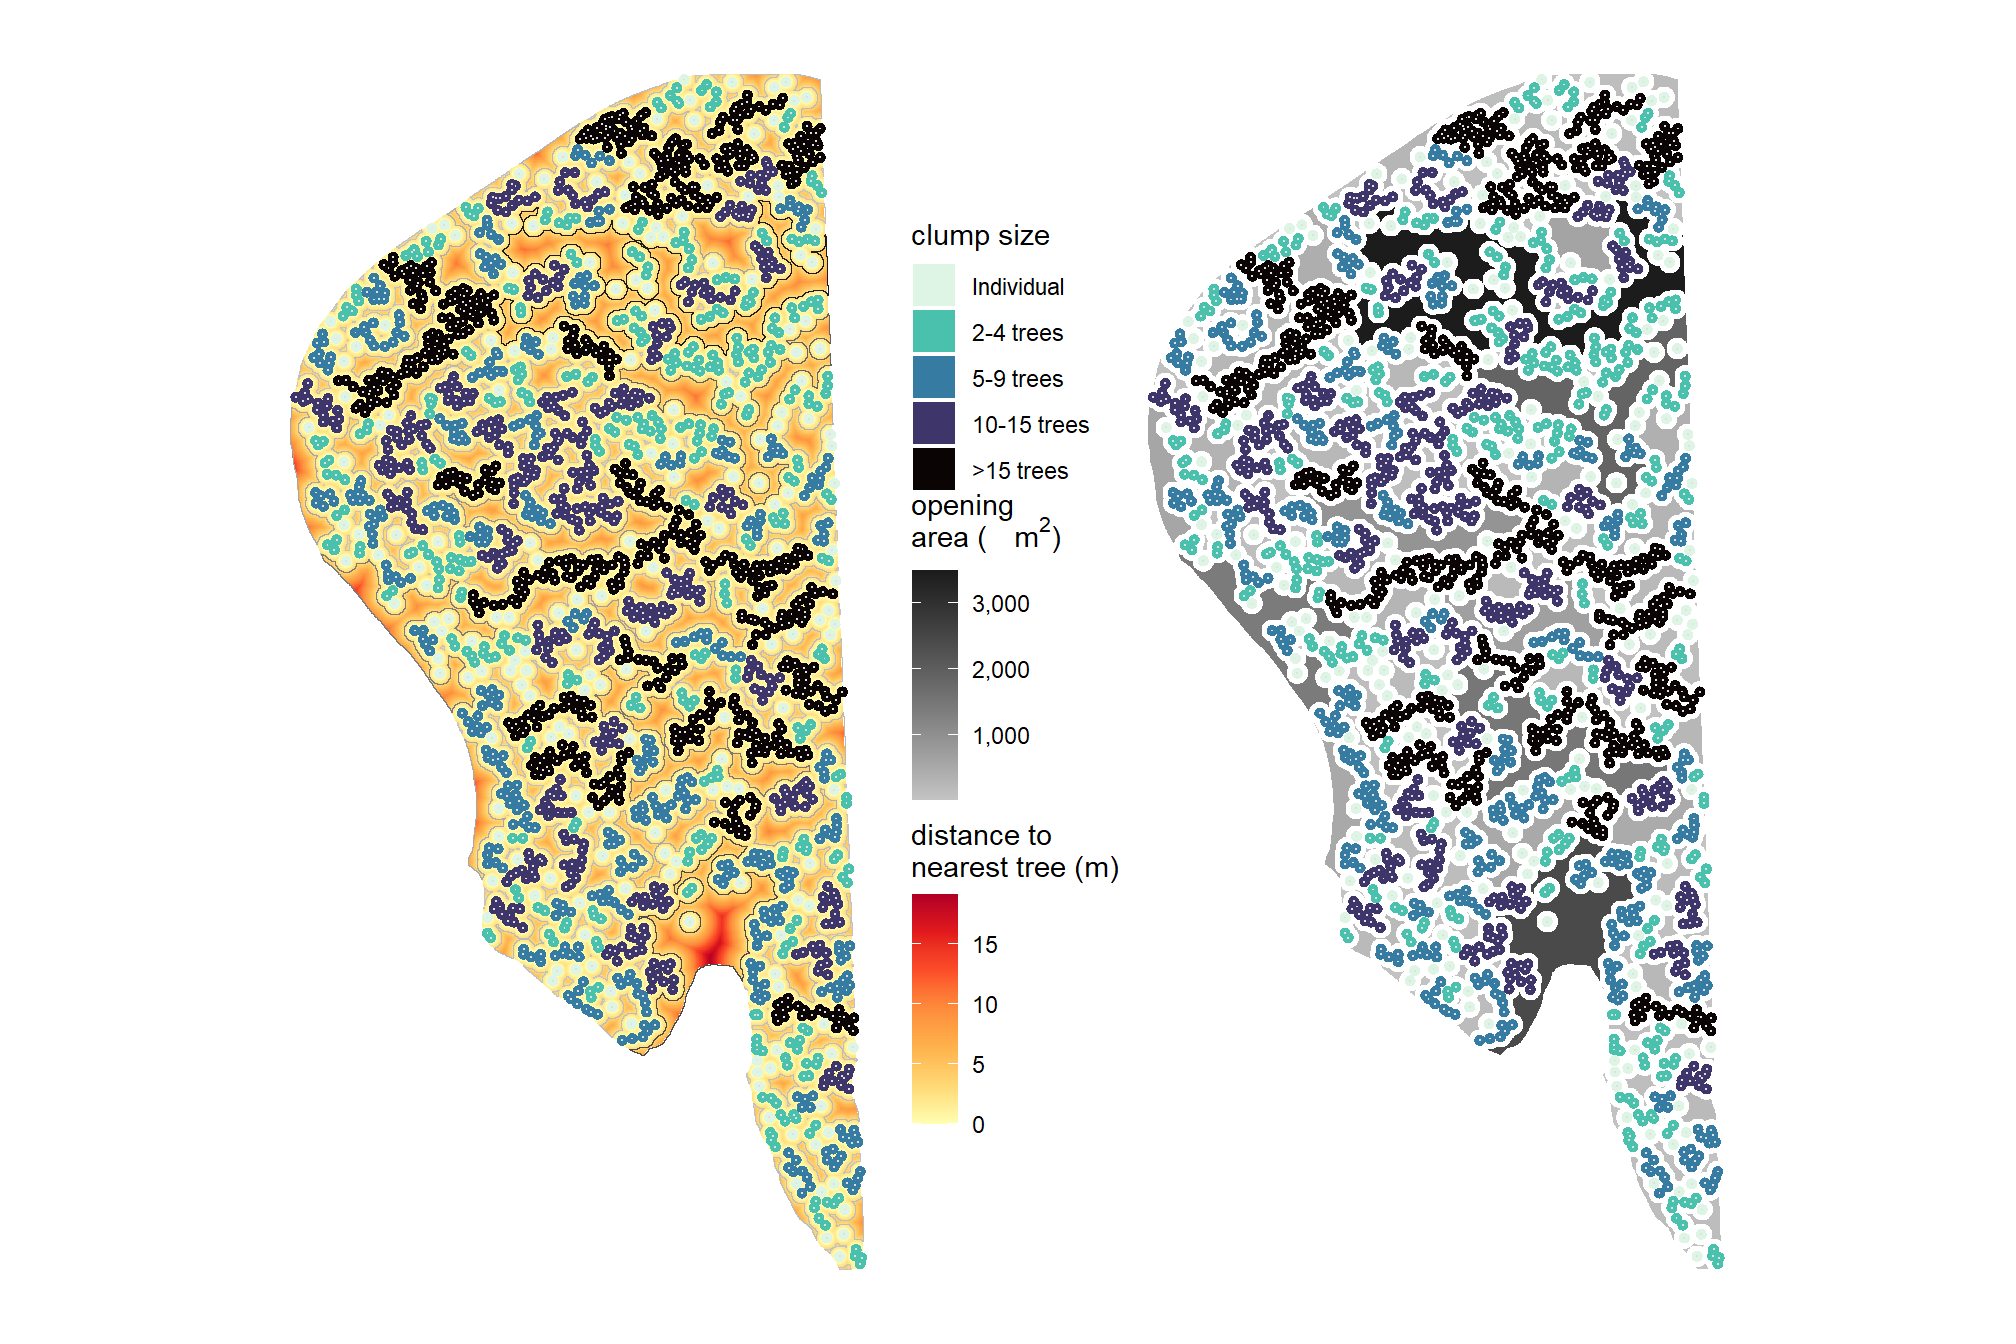 clump size
Individual
2-4 trees
5-9 trees
10-15 trees
>15 trees
opening
area ( m²)
3,000
2,000
1,000
distance to
nearest tree (m)
15
10
5
0